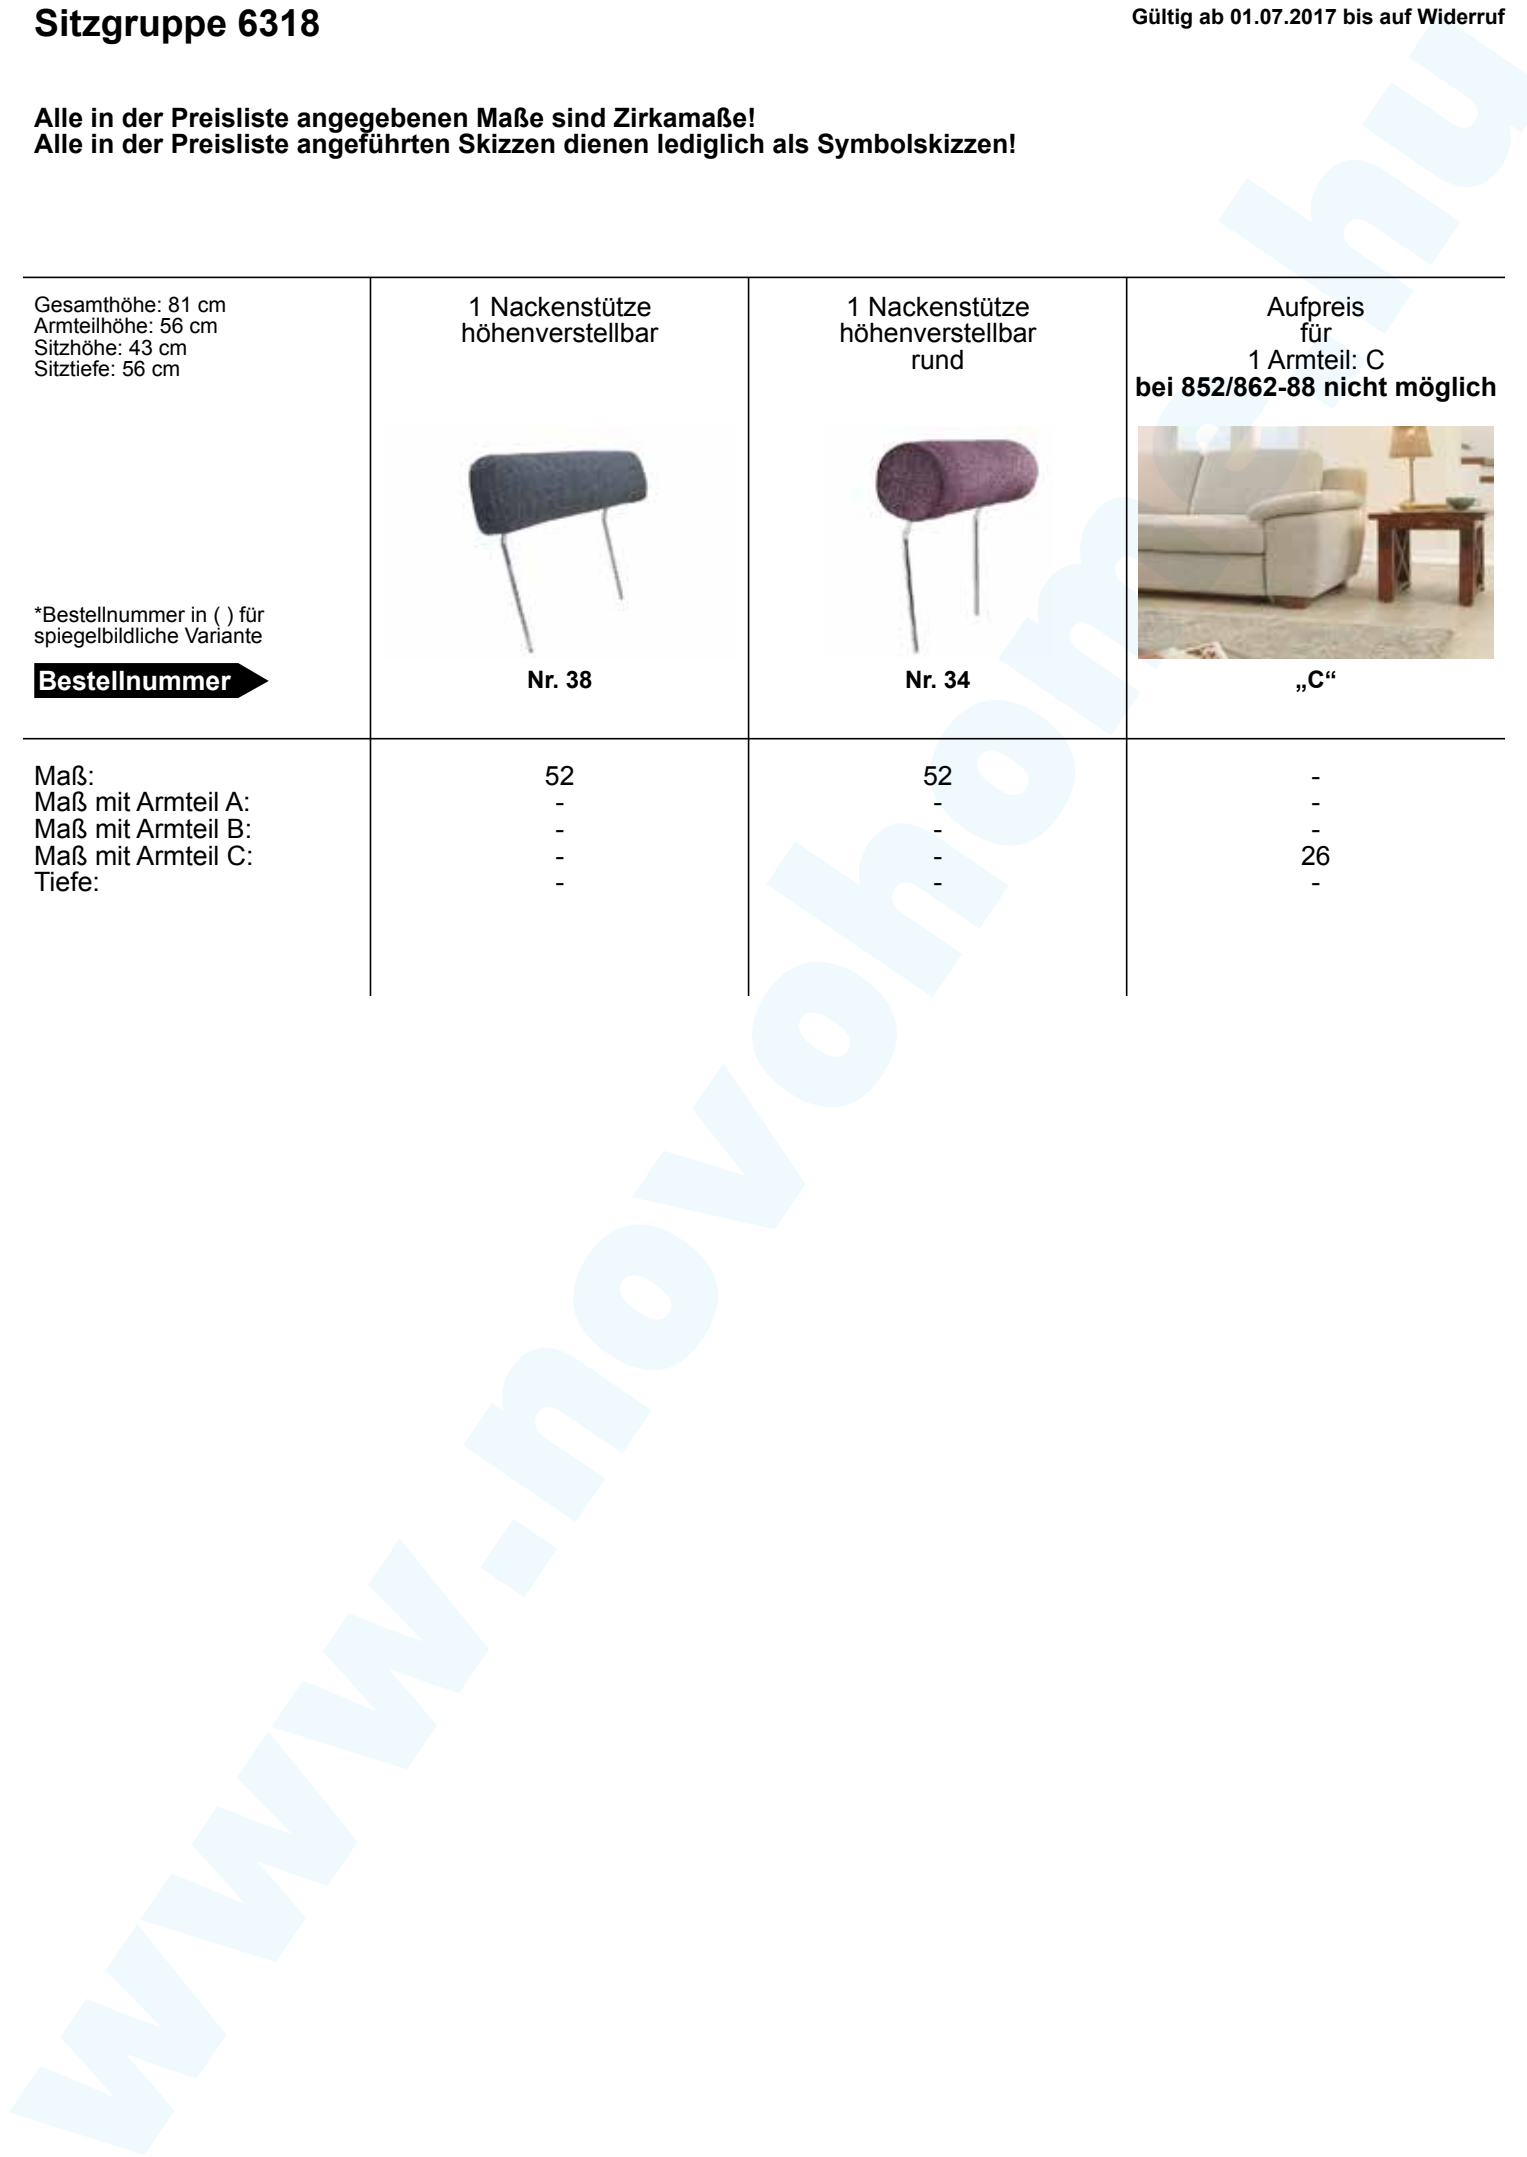 Sitzgruppe 6318
Gültig ab 01.07.2017 bis auf Widerruf
Alle in der Preisliste angegebenen Maße sind Zirkamaße!
Alle in der Preisliste angeführten Skizzen dienen lediglich als Symbolskizzen!
Gesamthöhe: 81 cm
Armteilhöhe: 56 cm
Sitzhöhe: 43 cm
Sitztiefe: 56 cm
*Bestellnummer in ( ) für
spiegelbildliche Variante
Bestellnummer
1 Nackenstütze
höhenverstellbar
Nr. 38
1 Nackenstütze
höhenverstellbar
rund
Nr. 34
Aufpreis
für
1 Armteil: C
bei 852/862-88 nicht möglich
„C“
Maß: 52 52 -
Maß mit Armteil A: - - -
Maß mit Armteil B: - - -
Maß mit Armteil C: - - 26
Tiefe: - - -
www.novohome.hu